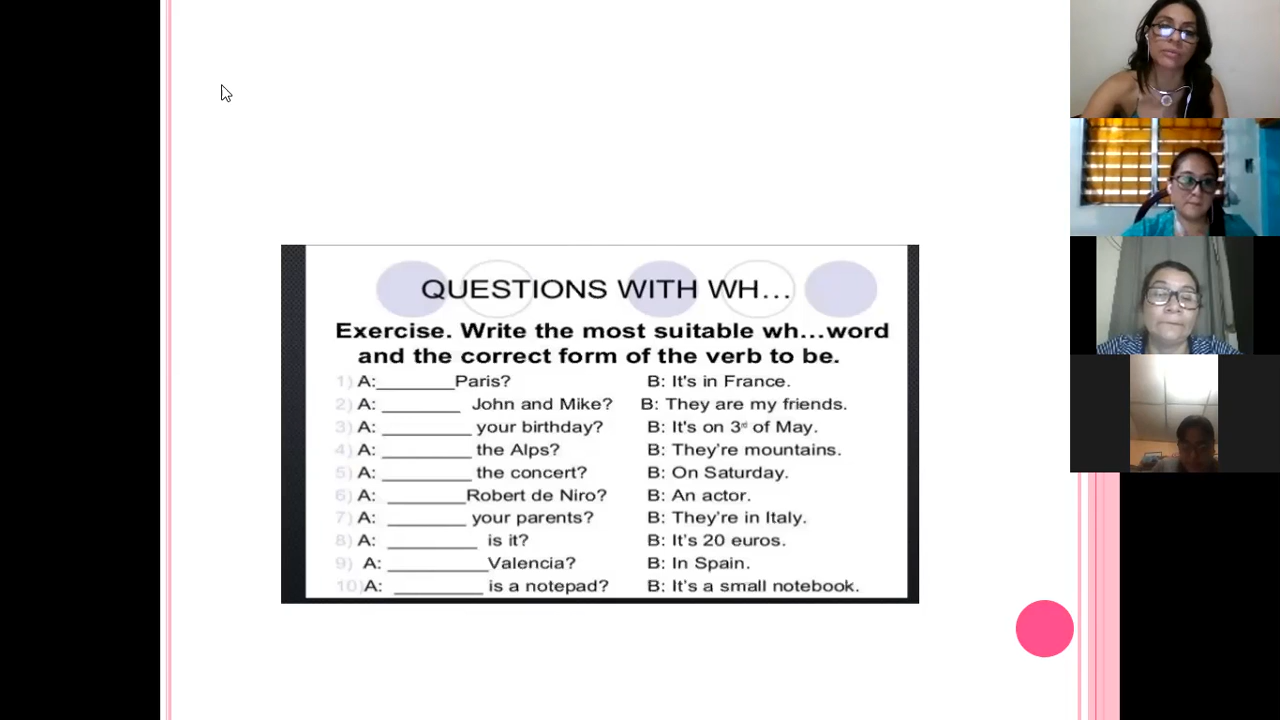 QUESTIONS WITH WH...
Exercise. Write the most suitable wh...word
and the correct form of the verb to be.
1) A:________Paris? B: It's in France.
2) A: ________ John and Mike? B: They are my friends.
3) A: _________ your birthday? B: It's on 3rd of May.
4) A: _________ the Alps? B: They're mountains.
5) A: _________ the concert? B: On Saturday.
6) A: ________Robert de Niro? B: An actor.
7) A: ________ your parents? B: They're in Italy.
8) A: _________ is it? B: It's 20 euros.
9) A: __________Valencia? B: In Spain.
10)A: _________ is a notepad? B: It's a small notebook.